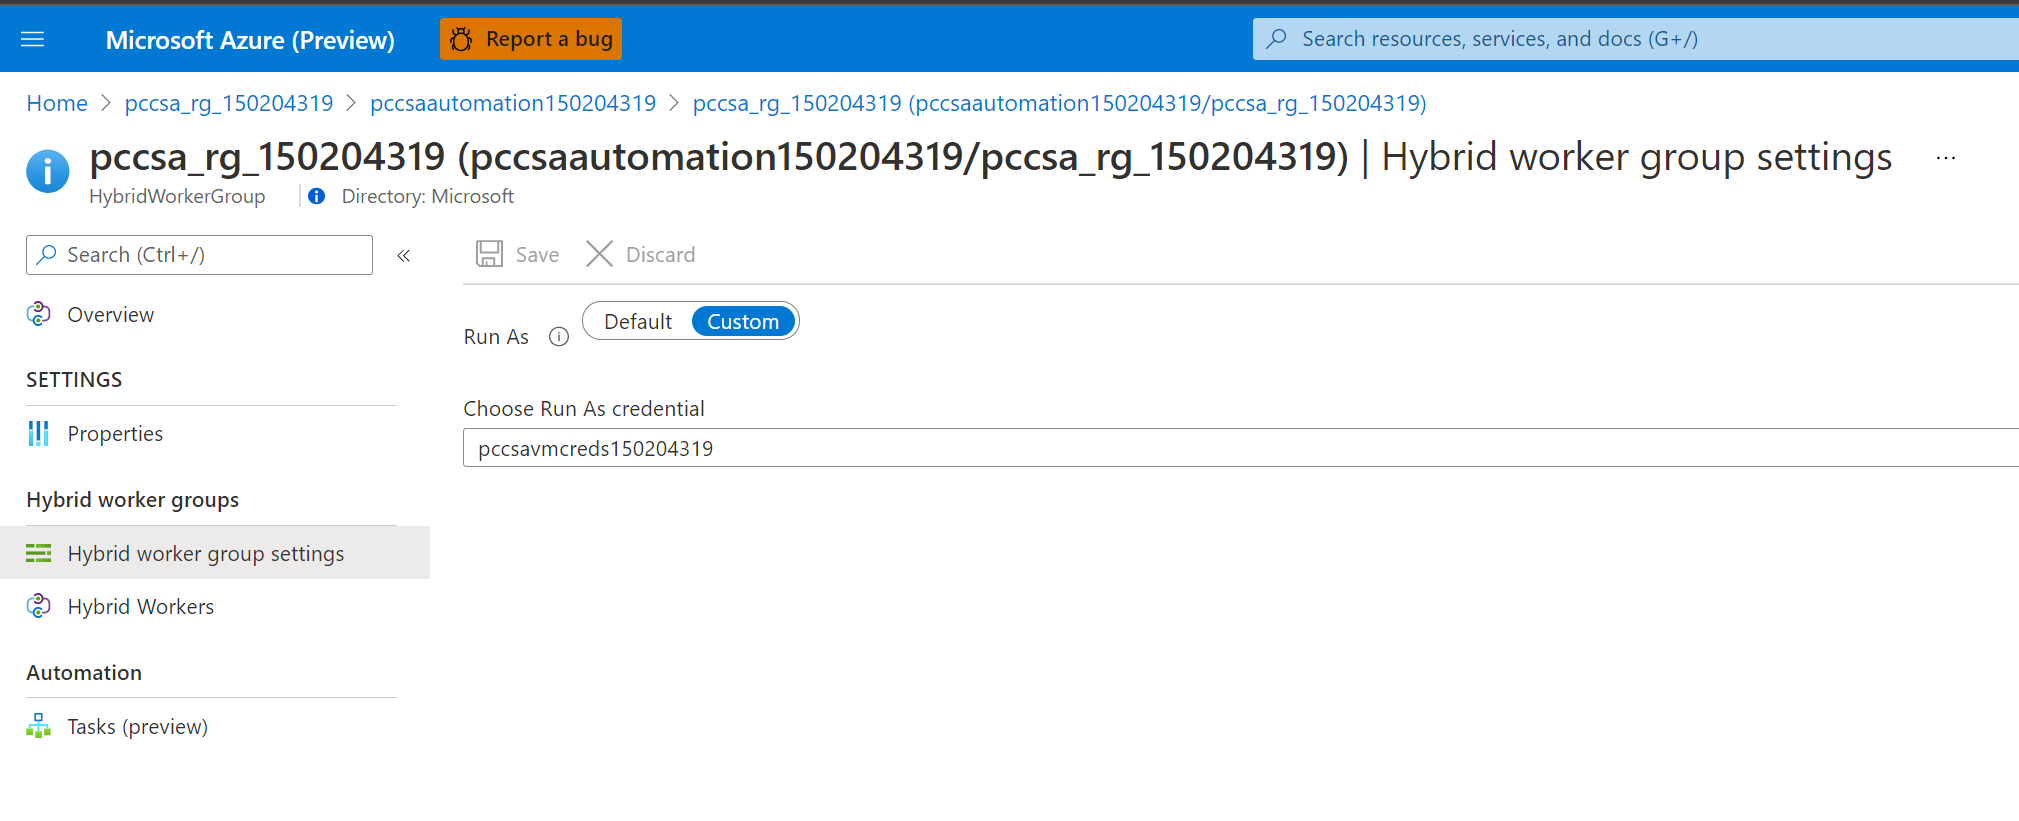 Microsoft Azure (Preview)
Report a bug
Search resources, services, and docs (G+/)
Home > pccsa_rg_150204319 > pccsaautomation150204319 > pccsa_rg_150204319 (pccsaautomation150204319/pccsa_rg_150204319)
pccsa_rg_150204319 (pccsaautomation150204319/pccsa_rg_150204319) | Hybrid worker group settings ...
HybridWorkerGroup
Directory: Microsoft
Search (Ctrl+/)
«
Save
Discard
Overview
Run As
Default
Custom
SETTINGS
Properties
Choose Run As credential
pccsavmcreds150204319
Hybrid worker groups
Hybrid worker group settings
Hybrid Workers
Automation
Tasks (preview)